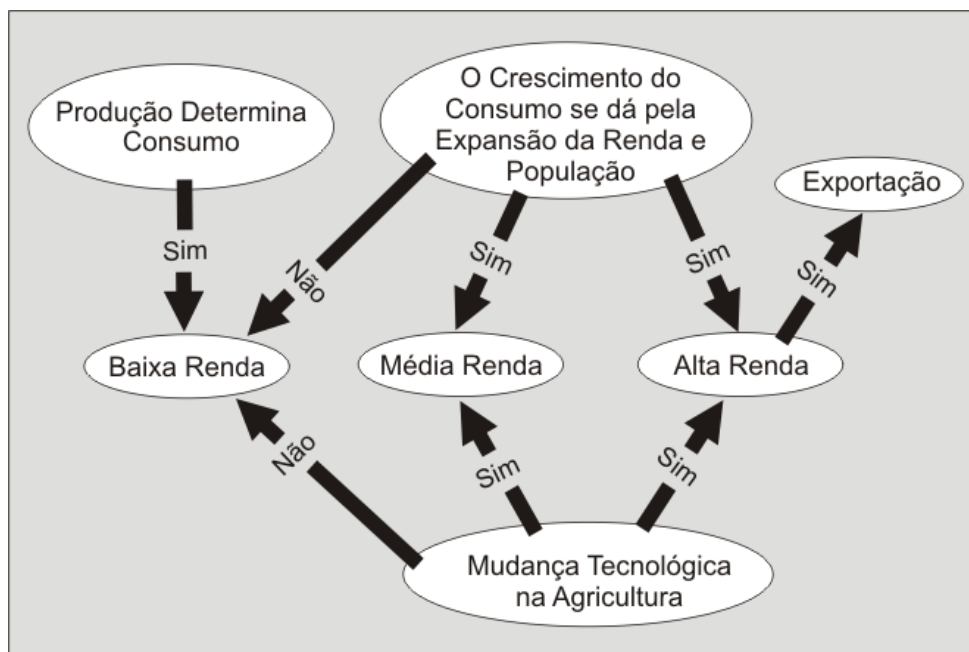 Produção Determina
Consumo
O Crescimento do
Consumo se dá pela
Expansão da Renda e
População
Exportação
Sim
Não
Sim
Sim
Sim
Baixa Renda
Média Renda
Alta Renda
Não
Sim
Sim
Mudança Tecnológica
na Agricultura